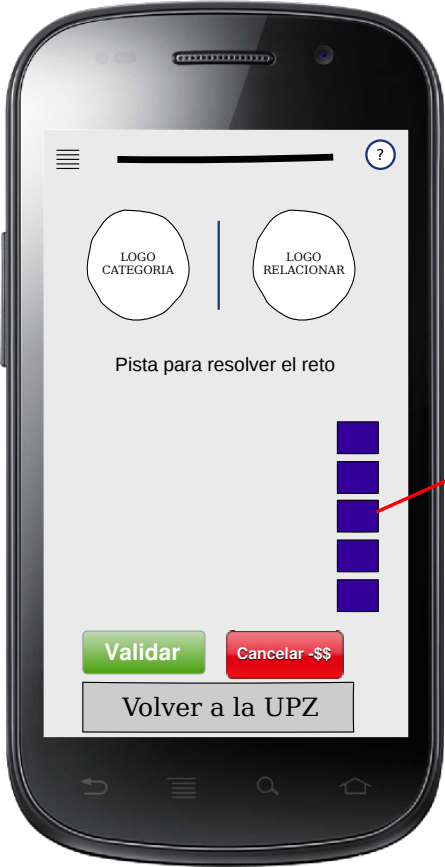 ?
LOGO
CATEGORIA
LOGO
RELACIONAR
Pista para resolver el reto
Validar
Cancelar -$$
Volver a la UPZ